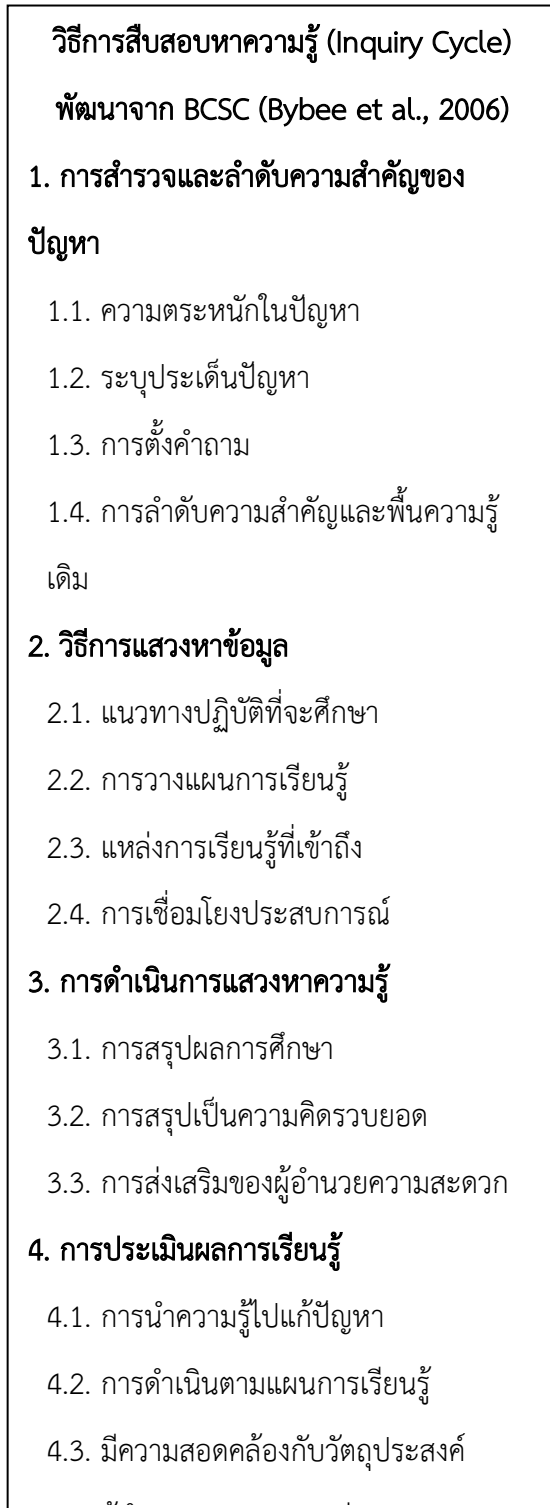 วิธีการสืบสอบหาความรู้ (Inquiry Cycle)
พัฒนาจาก BCSC (Bybee et al., 2006)
1. การสำรวจและลำดับความสำคัญของ
ปัญหา
1.1. ความตระหนักในปัญหา
1.2. ระบุประเด็นปัญหา
1.3. การตั้งคำถาม
1.4. การลำดับความสำคัญและพื้นความรู้
เดิม
2. วิธีการแสวงหาข้อมูล
2.1. แนวทางปฏิบัติที่จะศึกษา
2.2. การวางแผนการเรียนรู้
2.3. แหล่งการเรียนรู้ที่เข้าถึง
2.4. การเชื่อมโยงประสบการณ์
3. การดำเนินการแสวงหาความรู้
3.1. การสรุปผลการศึกษา
3.2. การสรุปเป็นความคิดรวบยอด
3.3. การส่งเสริมของผู้อำนวยความสะดวก
4. การประเมินผลการเรียนรู้
4.1. การนำความรู้ไปแก้ปัญหา
4.2. การดำเนินตามแผนการเรียนรู้
4.3. มีความสอดคล้องกับวัตถุประสงค์